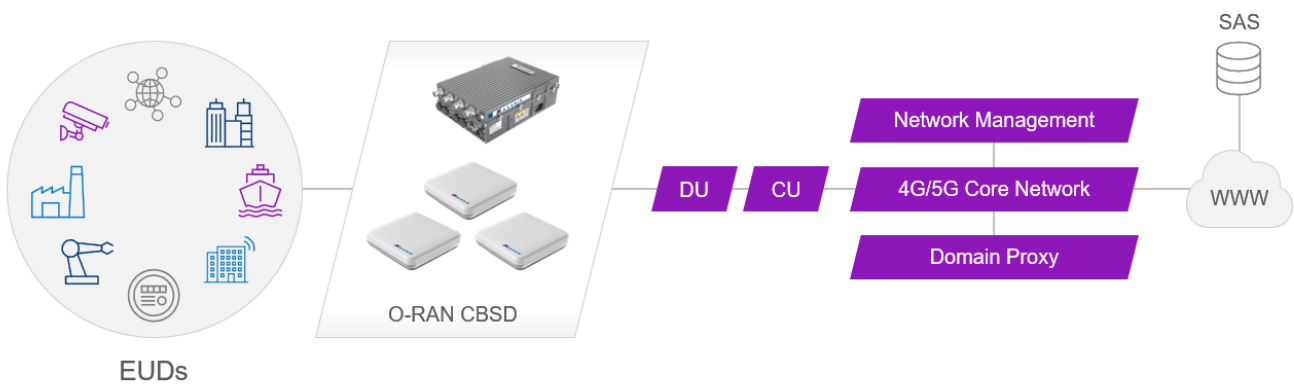 SAS
Network Management
DU
CU
4G/5G Core Network
WWW
Domain Proxy
O-RAN CBSD
EUDs